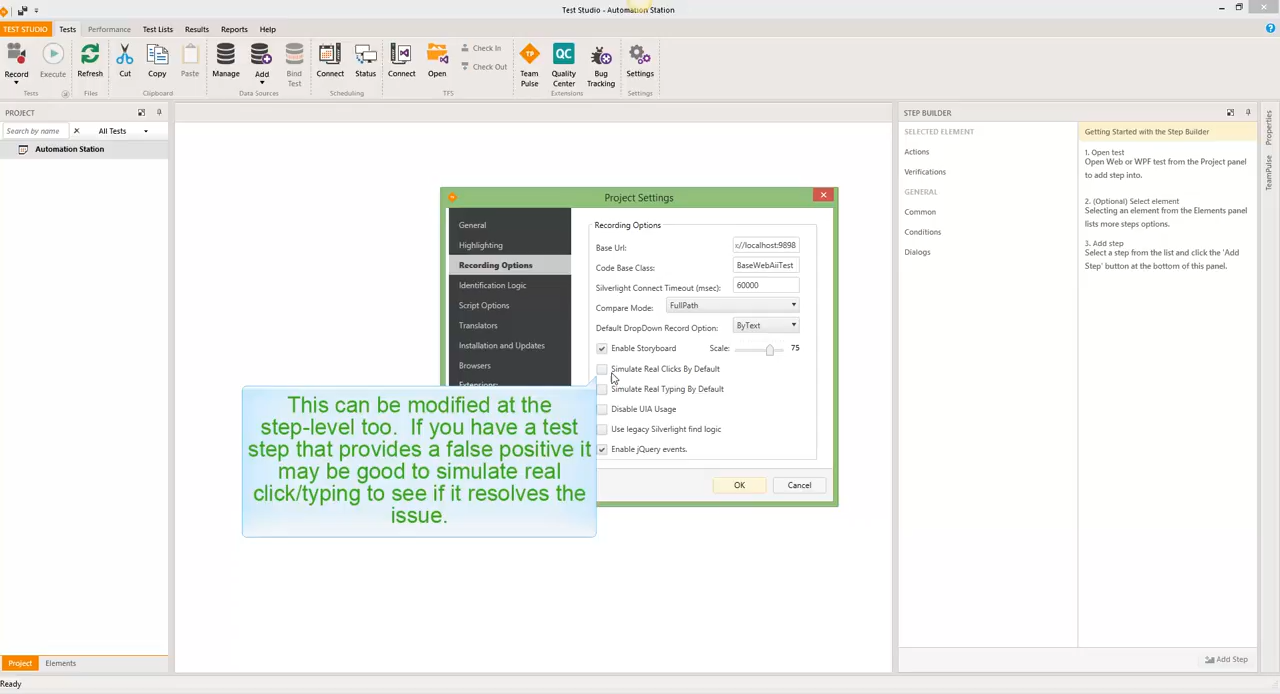 Test Studio - Automation Station
TEST STUDIO Tests Performance Test Lists Results Reports Help
Record Execute Refresh Cut Copy Paste Manage Add Bind Test Connect Status Connect Open Check In Check Out Team Pulse Quality Center Bug Tracking Settings
TP QC
Tests Files Clipboard Data Sources Scheduling TFS Extensions Settings
PROJECT
Search by name All Tests
Automation Station
Project Settings
General
Highlighting
Recording Options
Identification Logic
Script Options
Translators
Installation and Updates
Browsers
Extensions
Recording Options
Base Url: ://localhost:9898
Code Base Class: BaseWebAiiTest
Silverlight Connect Timeout (msec): 60000
Compare Mode: FullPath
Default DropDown Record Option: ByText
Enable Storyboard Scale: 75
Simulate Real Clicks By Default
Simulate Real Typing By Default
Disable UIA Usage
Use legacy Silverlight find logic
Enable jQuery events.
OK Cancel
This can be modified at the
step-level too. If you have a test
step that provides a false positive it
may be good to simulate real
click/typing to see if it resolves the
issue.
STEP BUILDER
SELECTED ELEMENT
Actions
Verifications
GENERAL
Common
Conditions
Dialogs
Getting Started with the Step Builder
1. Open test
Open Web or WPF test from the Project panel
to add step into.
2. (Optional) Select element
Selecting an element from the Elements panel
lists more steps options.
3. Add step
Select a step from the list and click the 'Add
Step' button at the bottom of this panel.
Properties
TeamPulse
Add Step
Project Elements
Ready